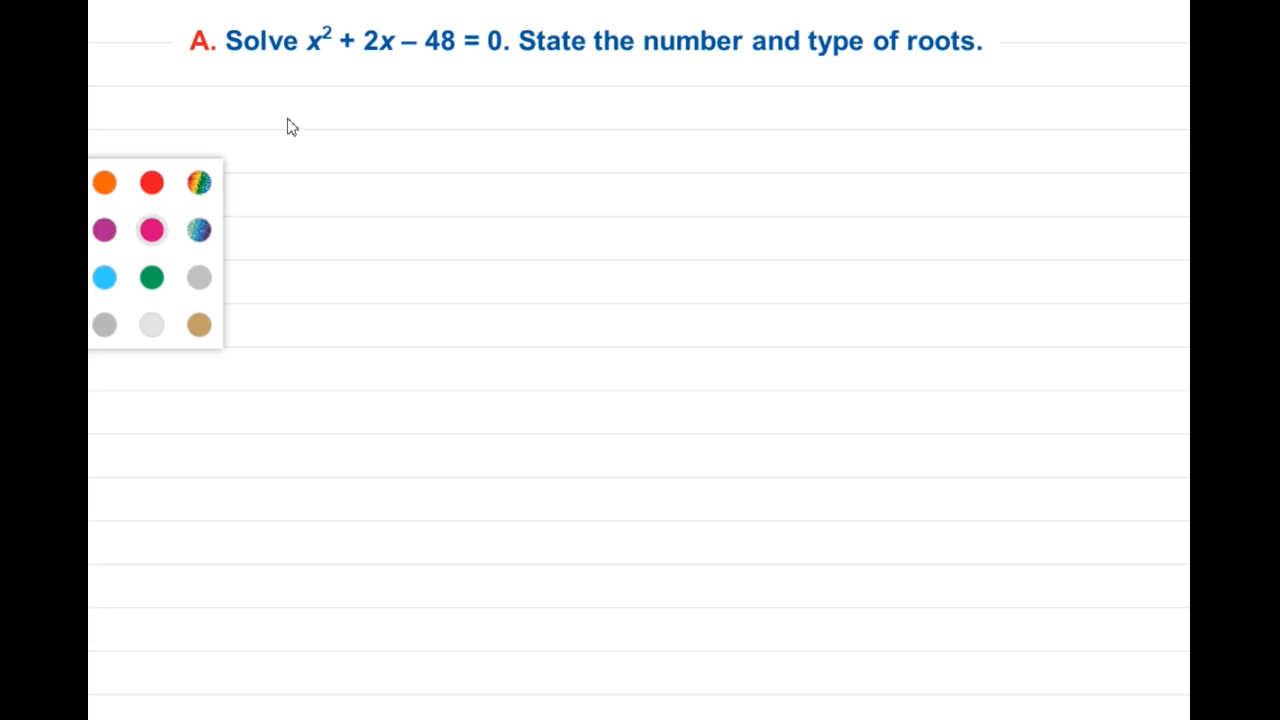 A. Solve x² + 2x – 48 = 0. State the number and type of roots.